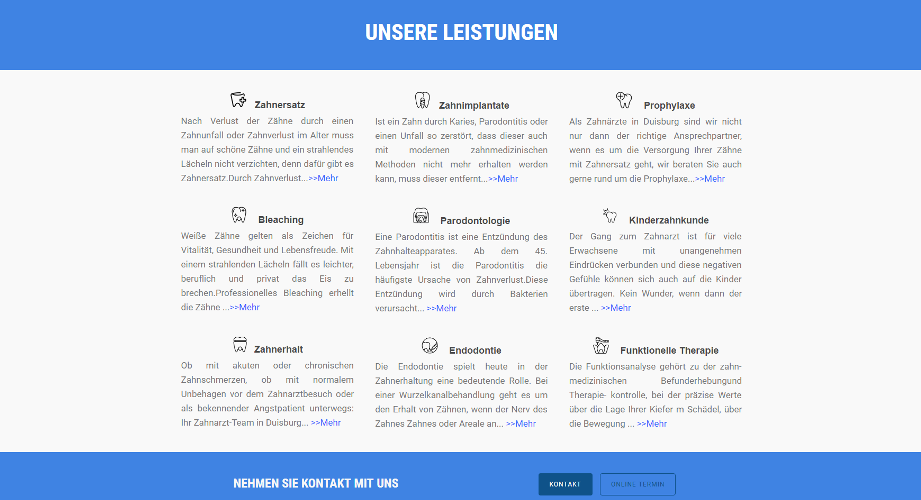 UNSERE LEISTUNGEN
Zahnersatz
Nach Verlust der Zähne durch einen
Zahnunfall oder Zahnverlust im Alter muss
man auf schöne Zähne und ein strahlendes
Lächeln nicht verzichten, denn dafür gibt es
Zahnersatz.Durch Zahnverlust...>>Mehr
Zahnimplantate
Ist ein Zahn durch Karies, Parodontitis oder
einen Unfall so zerstört, dass dieser auch
mit modernen zahnmedizinischen
Methoden nicht mehr erhalten werden
kann, muss dieser entfernt...>>Mehr
Prophylaxe
Als Zahnärzte in Duisburg sind wir nicht
nur dann der richtige Ansprechpartner,
wenn es um die Versorgung Ihrer Zähne
mit Zahnersatz geht, wir beraten Sie auch
gerne rund um die Prophylaxe...>>Mehr
Bleaching
Weiße Zähne gelten als Zeichen für
Vitalität, Gesundheit und Lebensfreude. Mit
einem strahlenden Lächeln fällt es leichter,
beruflich und privat das Eis zu
brechen.Professionelles Bleaching erhellt
die Zähne ...>>Mehr
Parodontologie
Eine Parodontitis ist eine Entzündung des
Zahnhalteapparates. Ab dem 45.
Lebensjahr ist die Parodontitis die
häufigste Ursache von Zahnverlust.Diese
Entzündung wird durch Bakterien
verursacht... >>Mehr
Kinderzahnkunde
Der Gang zum Zahnarzt ist für viele
Erwachsene mit unangenehmen
Eindrücken verbunden und diese negativen
Gefühle können sich auch auf die Kinder
übertragen. Kein Wunder, wenn dann der
erste ... >>Mehr
Zahnerhalt
Ob mit akuten oder chronischen
Zahnschmerzen, ob mit normalem
Unbehagen vor dem Zahnarztbesuch oder
als bekennender Angstpatient unterwegs:
Ihr Zahnarzt-Team in Duisburg... >>Mehr
Endodontie
Die Endodontie spielt heute in der
Zahnerhaltung eine bedeutende Rolle. Bei
einer Wurzelkanalbehandlung geht es um
den Erhalt von Zähnen, wenn der Nerv des
Zahnes Zahnes oder Areale an... >>Mehr
Funktionelle Therapie
Die Funktionsanalyse gehört zu der zahn-
medizinischen Befunderhebungund
Therapie- kontrolle, bei der präzise Werte
über die Lage Ihrer Kiefer m Schädel, über
die Bewegung ... >>Mehr
NEHMEN SIE KONTAKT MIT UNS
KONTAKT
ONLINE TERMIN